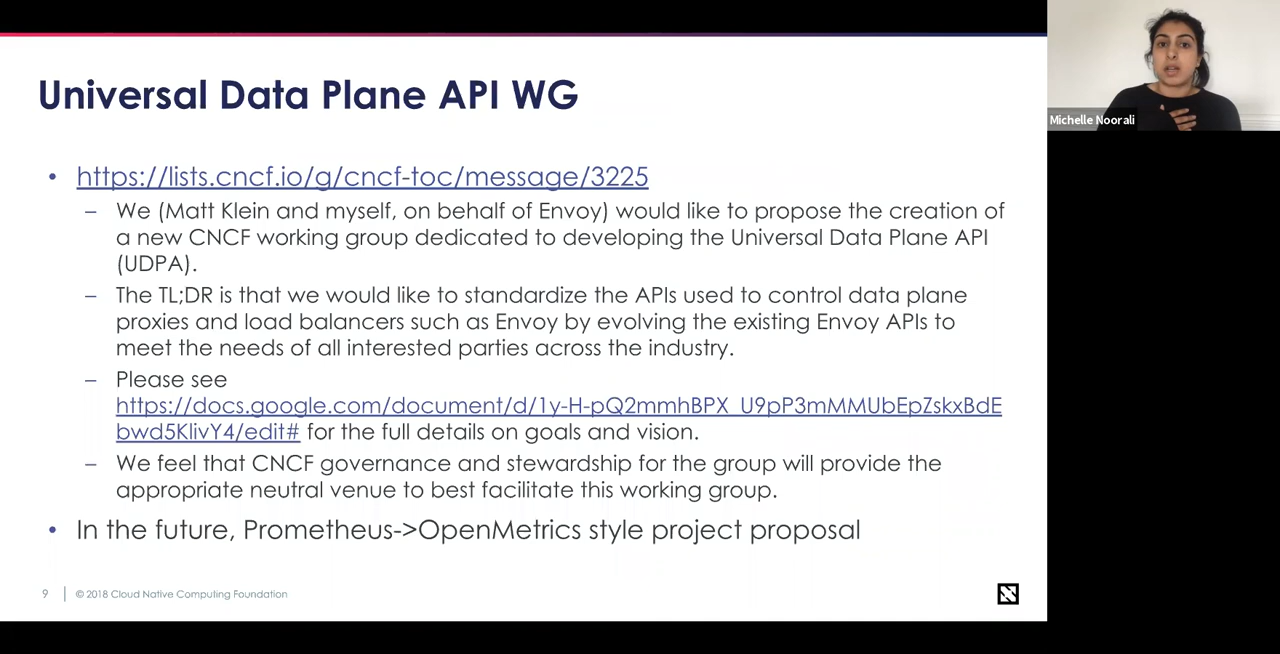 Universal Data Plane API WG
Michelle Noorali
• https://lists.cncf.io/g/cncf-toc/message/3225
– We (Matt Klein and myself, on behalf of Envoy) would like to propose the creation of
a new CNCF working group dedicated to developing the Universal Data Plane API
(UDPA).
– The TL;DR is that we would like to standardize the APIs used to control data plane
proxies and load balancers such as Envoy by evolving the existing Envoy APIs to
meet the needs of all interested parties across the industry.
– Please see
https://docs.google.com/document/d/1y-H-pQ2mmhBPX_U9pP3mMMUbEpZskxBdE
bwd5KlivY4/edit# for the full details on goals and vision.
– We feel that CNCF governance and stewardship for the group will provide the
appropriate neutral venue to best facilitate this working group.
• In the future, Prometheus->OpenMetrics style project proposal
9 © 2018 Cloud Native Computing Foundation